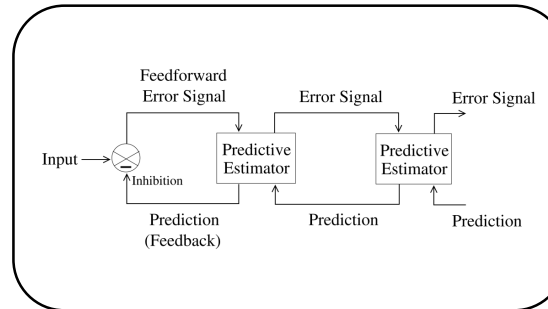 Feedforward
Error Signal
Error Signal
Error Signal
Input
Predictive
Estimator
Predictive
Estimator
Inhibition
Prediction
(Feedback)
Prediction
Prediction